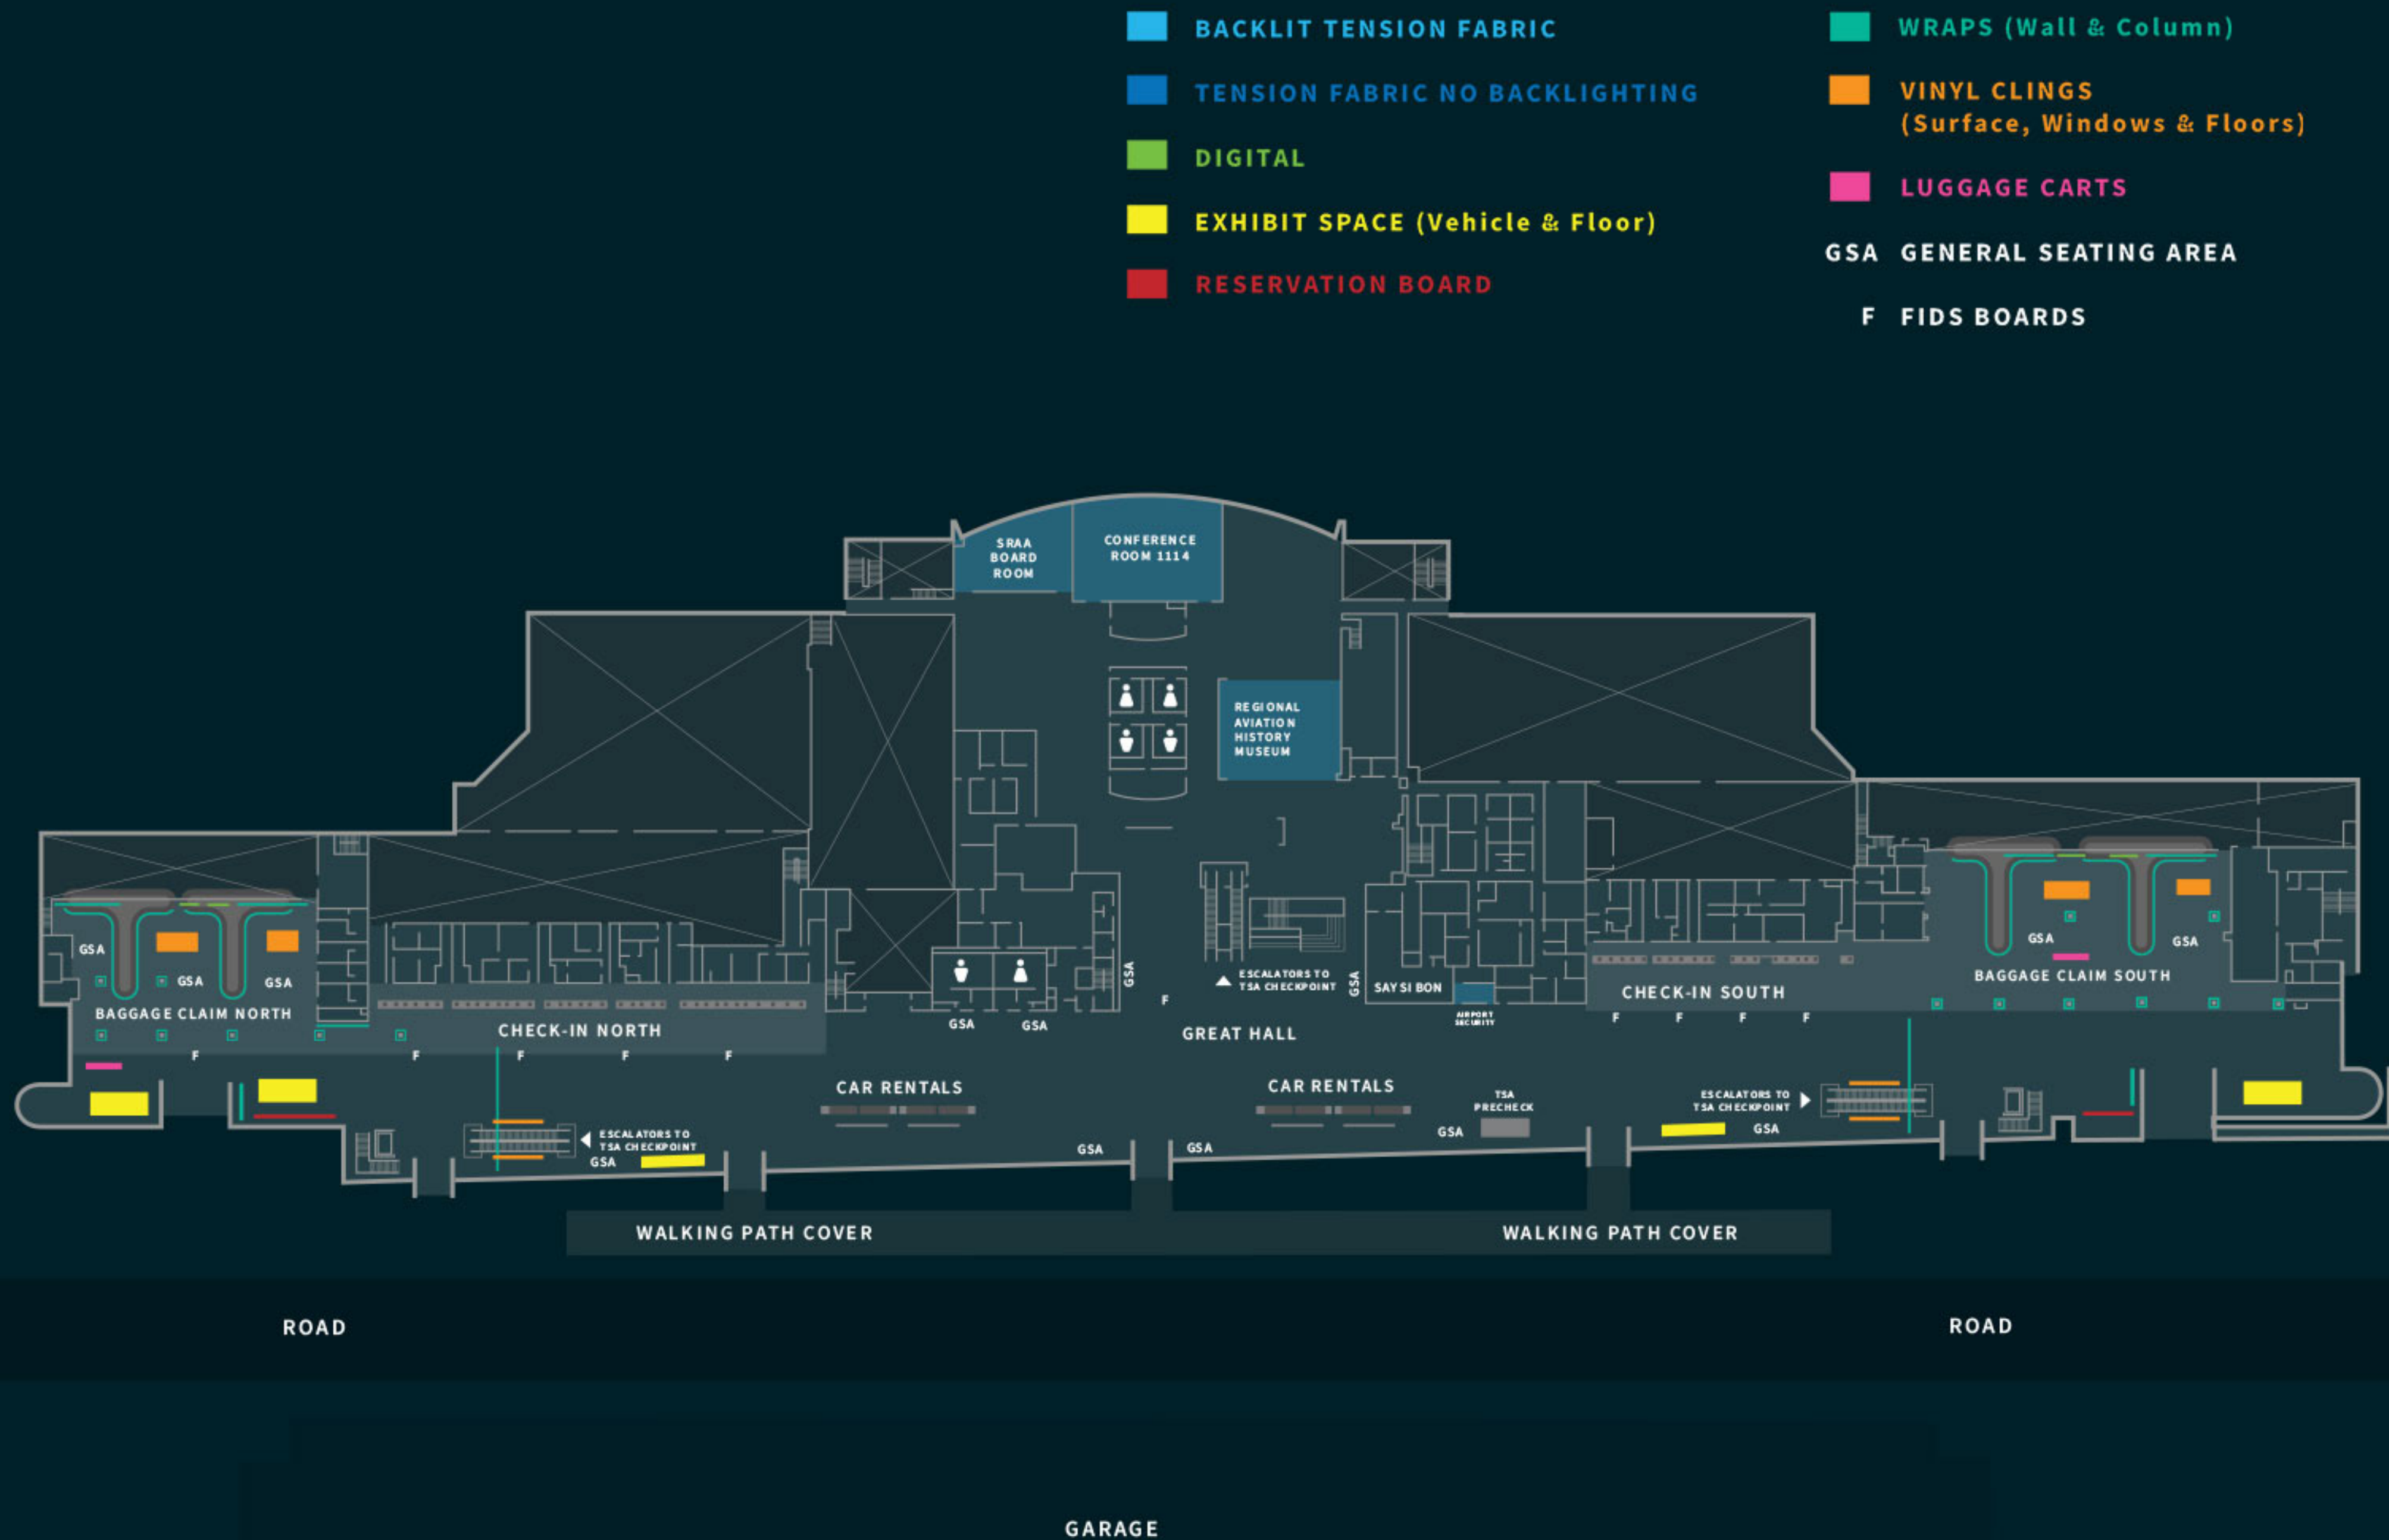 BACKLIT TENSION FABRIC
TENSION FABRIC NO BACKLIGHTING
DIGITAL
EXHIBIT SPACE (Vehicle & Floor)
RESERVATION BOARD
WRAPS (Wall & Column)
VINYL CLINGS
(Surface, Windows & Floors)
LUGGAGE CARTS
GSA GENERAL SEATING AREA
F FIDS BOARDS
SRAA
BOARD
ROOM
CONFERENCE
ROOM 1114
REGIONAL
AVIATION
HISTORY
MUSEUM
GSA
GSA
GSA
BAGGAGE CLAIM NORTH
F
CHECK-IN NORTH
F
F
F
F
ESCALATORS TO
TSA CHECKPOINT
GSA
GSA
GSA
CAR RENTALS
GSA
F
ESCALATORS TO
TSA CHECKPOINT
GSA
GREAT HALL
SAY SI BON
AIRPORT
SECURITY
CAR RENTALS
GSA
GSA
TSA
PRECHECK
GSA
CHECK-IN SOUTH
F
F
F
F
ESCALATORS TO
TSA CHECKPOINT
GSA
GSA
GSA
BAGGAGE CLAIM SOUTH
WALKING PATH COVER
WALKING PATH COVER
ROAD
ROAD
GARAGE